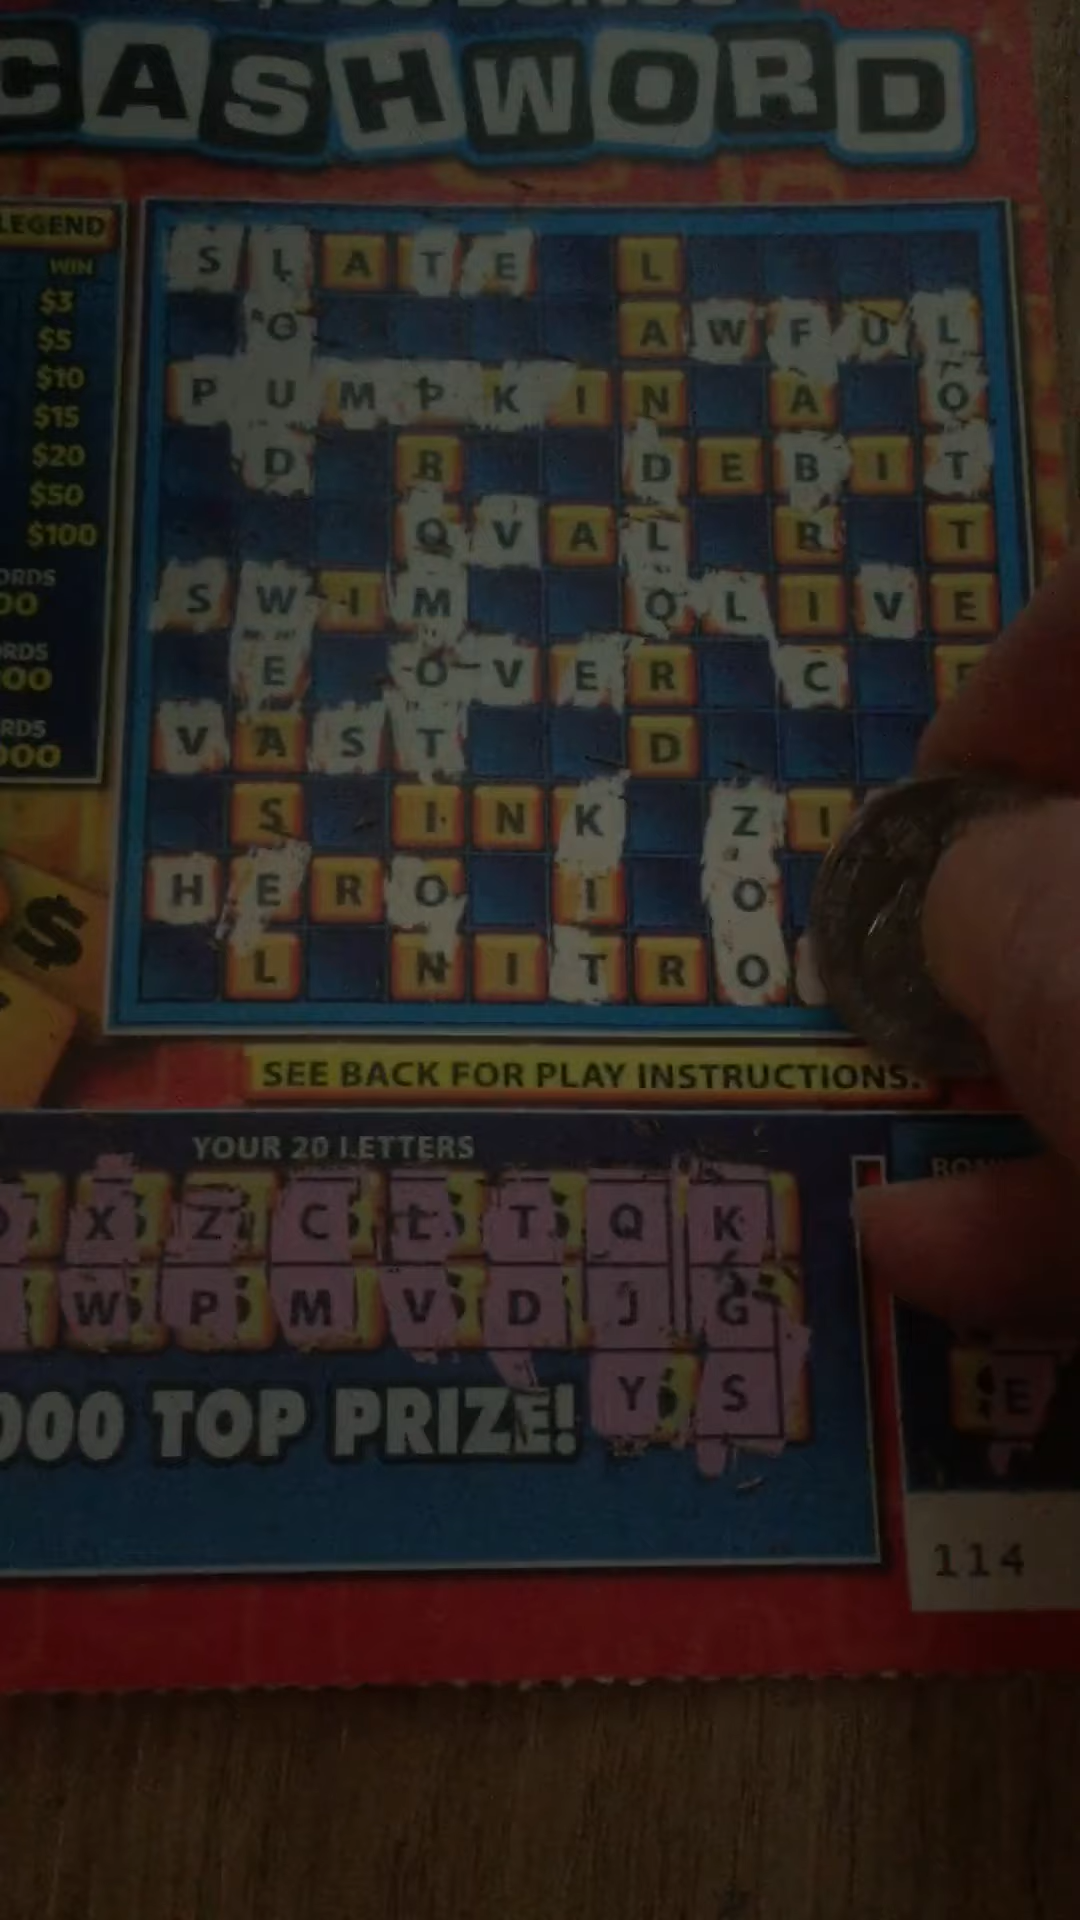 CASHWORD
LEGEND
WIN
$3
$5
$10
$15
$20
$50
$100
S L A T E L
O A W F U L
P U M P K I N A O
D R D E B I T
O V A L R T
S W I M O L I V E
E O V E R C
V A S T D
S I N K Z I
H E R O I O
L N I T R O
SEE BACK FOR PLAY INSTRUCTIONS.
YOUR 20 LETTERS
X Z C L T Q K
W P M V D J G
Y S
000 TOP PRIZE!
E
114